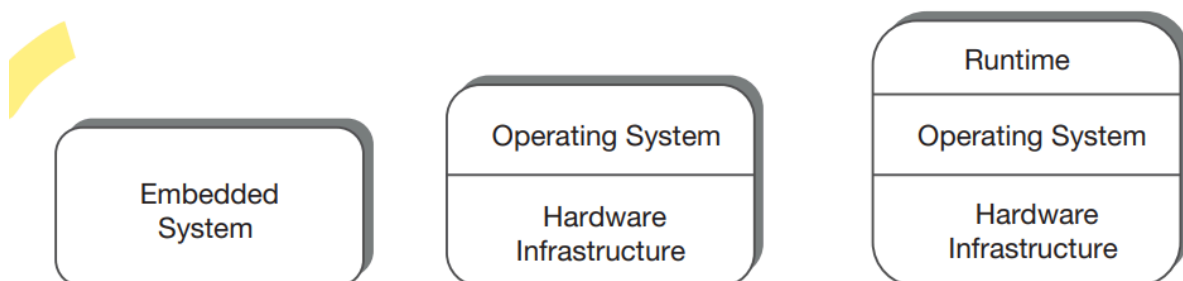 Embedded
System
Operating System
Hardware
Infrastructure
Runtime
Operating System
Hardware
Infrastructure